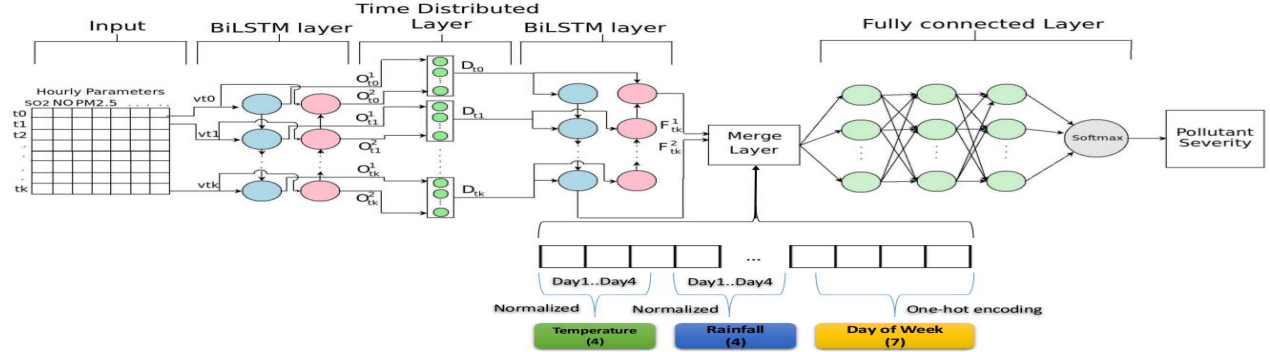 Input
BiLSTM layer
Time Distributed
Layer
BiLSTM layer
Fully connected Layer
Hourly Parameters
SO2 NO PM2.5 . . . . .
t0
t1
t2
.
.
.
tk
vt0
vt1
vtk
O¹t0
O²t0
O¹t1
O²t1
O¹tk
O²tk
Dt0
Dt1
Dtk
F¹tk
F²tk
Merge
Layer
Softmax
Pollutant
Severity
...
Day1..Day4
Day1..Day4
Normalized
Normalized
One-hot encoding
Temperature
(4)
Rainfall
(4)
Day of Week
(7)